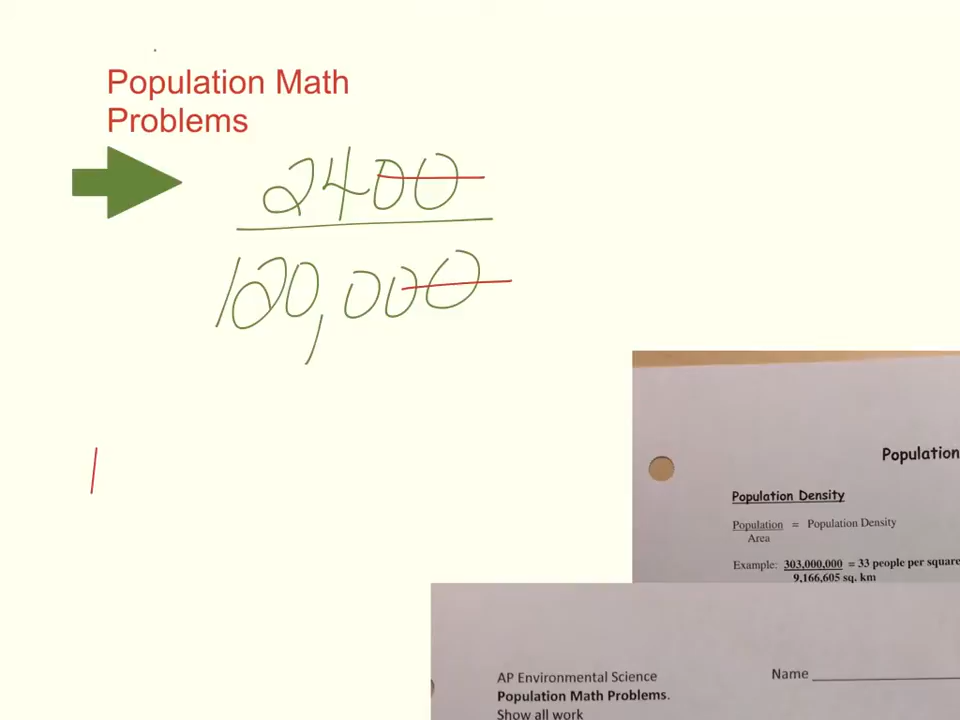 Population Math
Problems
2400
120,000
1
Population
Population Density
Population = Population Density
Area
Example: 303,000,000 = 33 people per square
9,166,605 sq. km
AP Environmental Science
Name
Population Math Problems.
Show all work